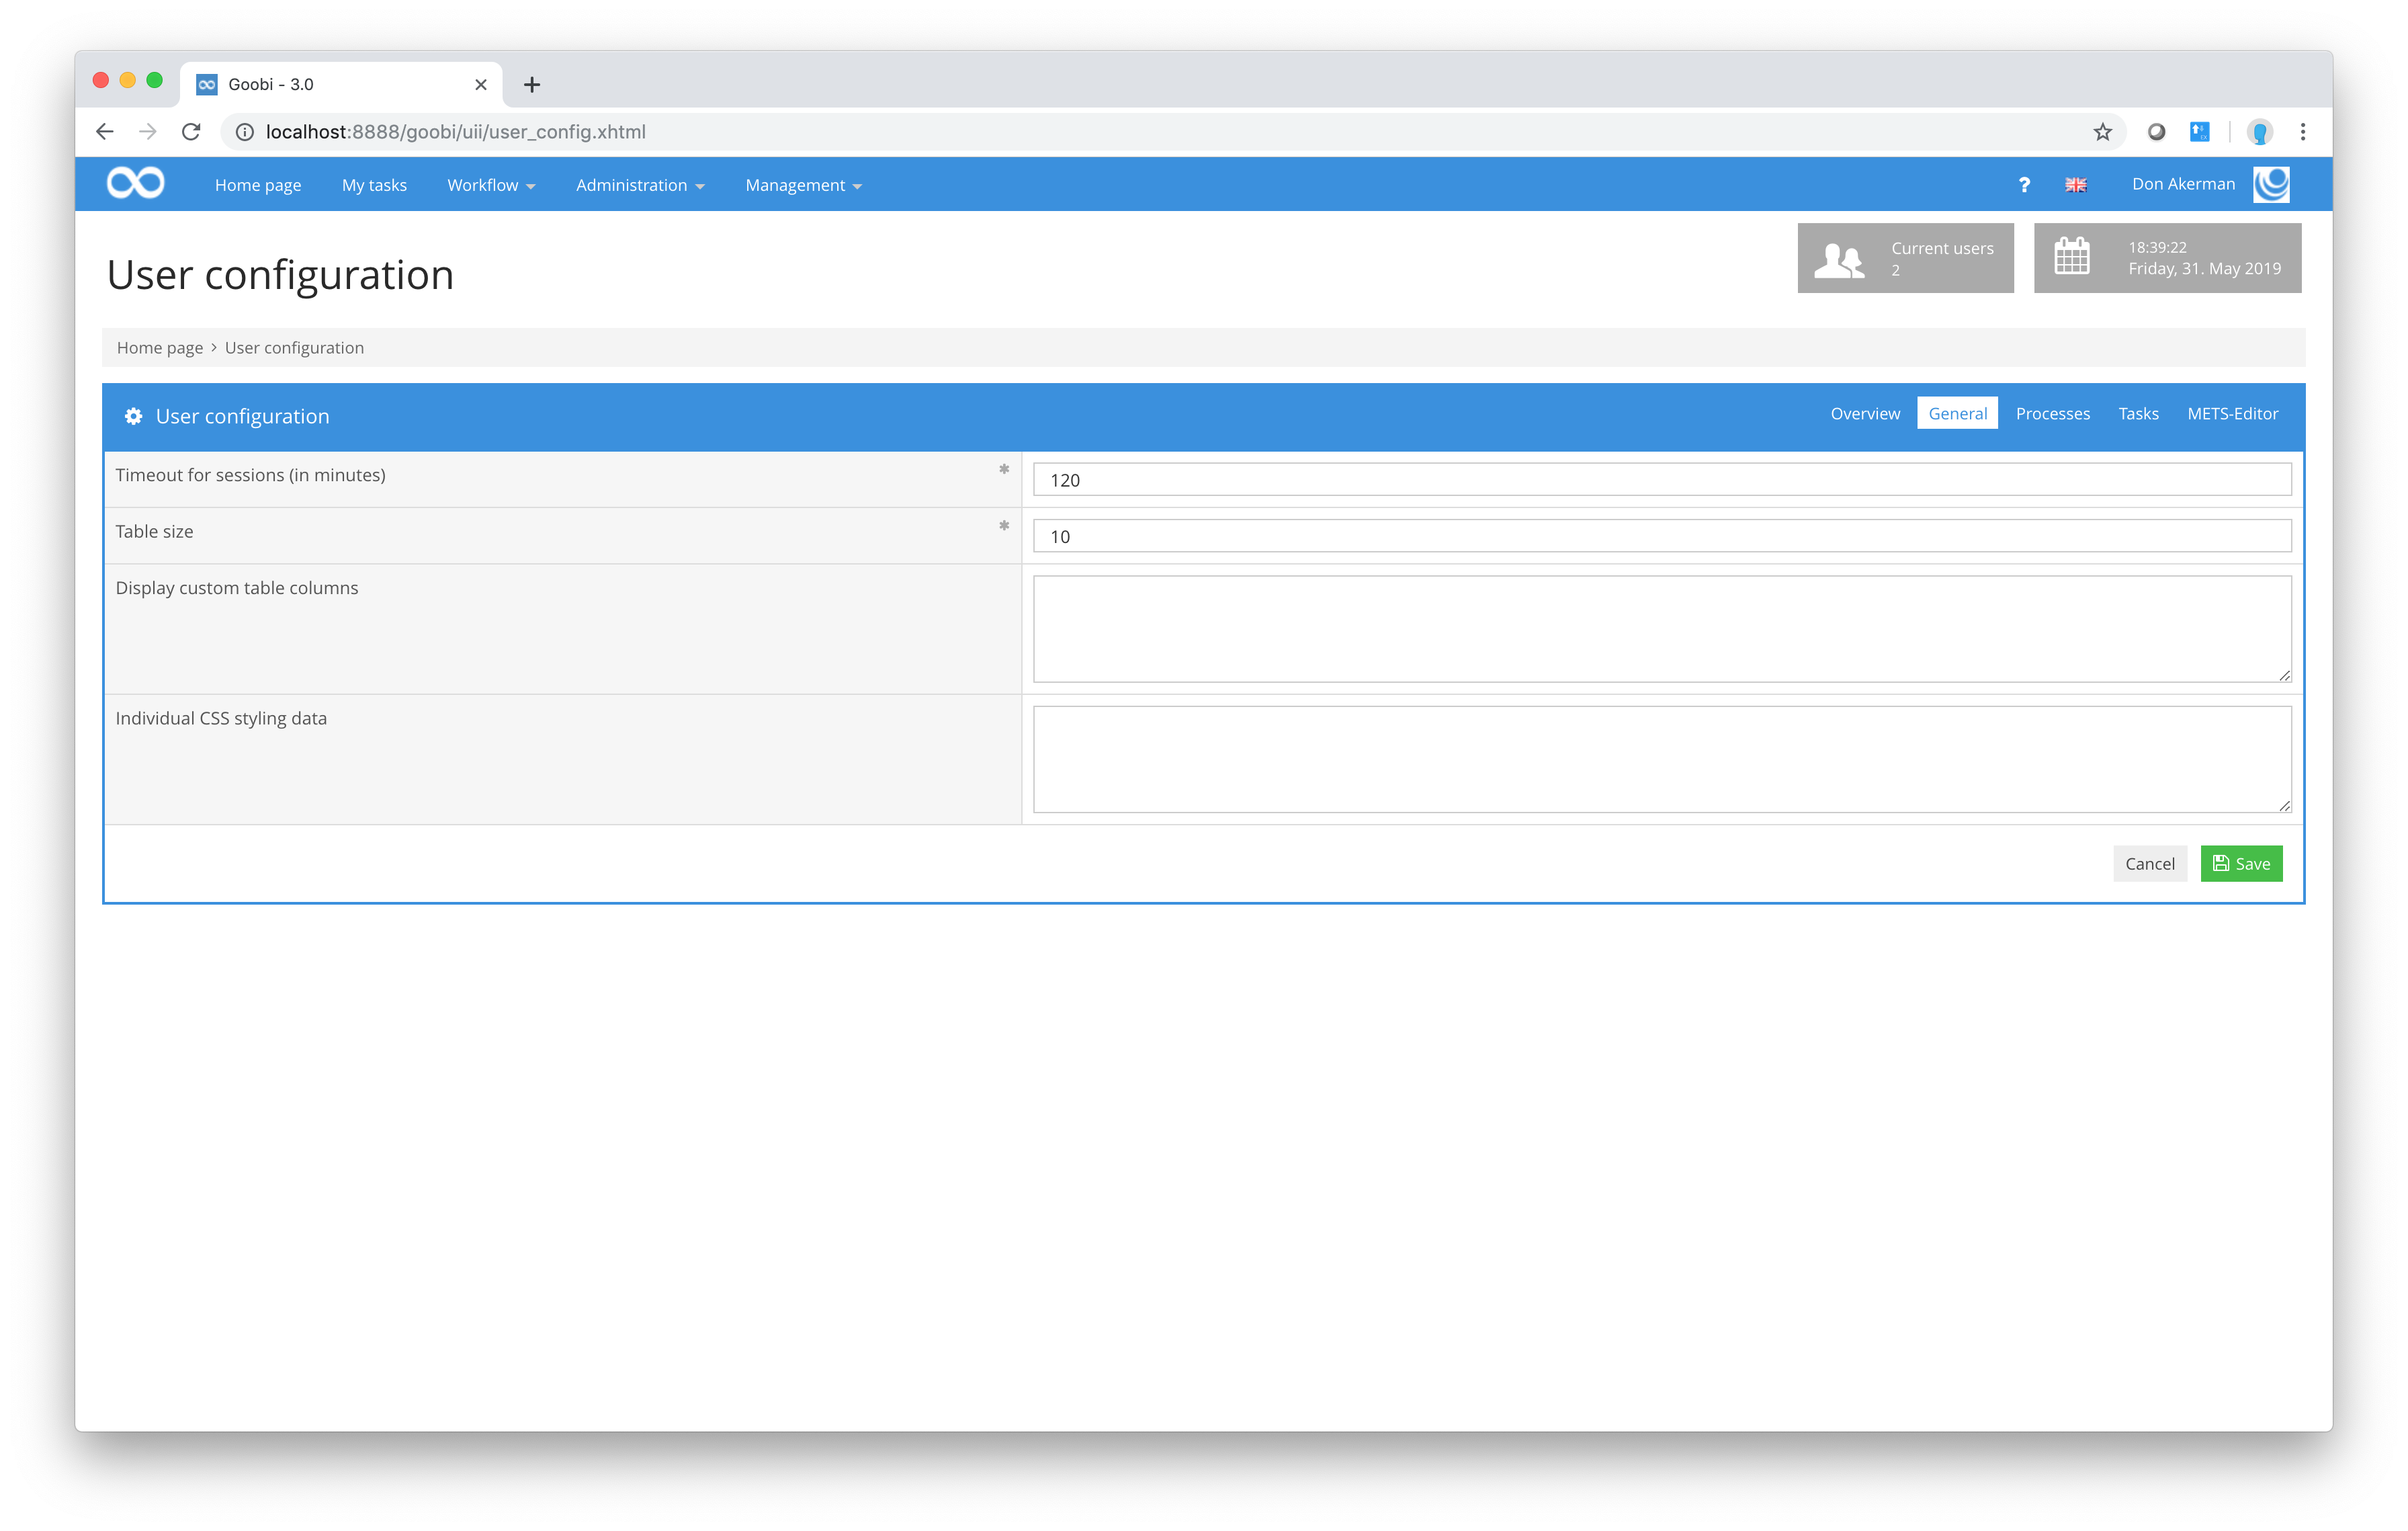 Goobi - 3.0
localhost:8888/goobi/uii/user_config.xhtml
Home page My tasks Workflow Administration Management ? Don Akerman
User configuration
Current users
2
18:39:22
Friday, 31. May 2019
Home page > User configuration
User configuration
Overview General Processes Tasks METS-Editor
Timeout for sessions (in minutes) *
120
Table size *
10
Display custom table columns
Individual CSS styling data
Cancel Save